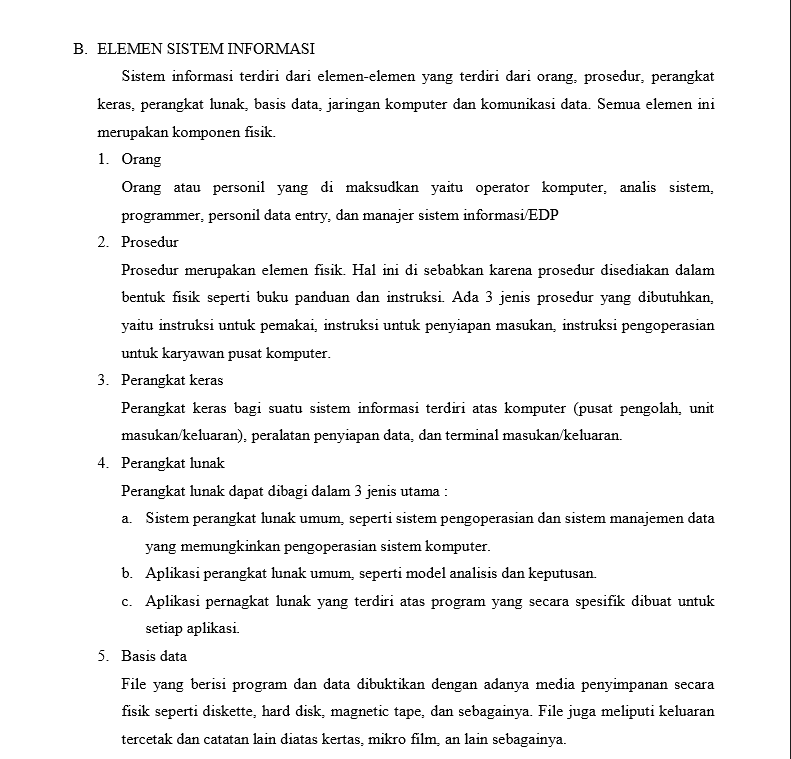 B. ELEMEN SISTEM INFORMASI
Sistem informasi terdiri dari elemen-elemen yang terdiri dari orang, prosedur, perangkat
keras, perangkat lunak, basis data, jaringan komputer dan komunikasi data. Semua elemen ini
merupakan komponen fisik.
1. Orang
Orang atau personil yang di maksudkan yaitu operator komputer, analis sistem,
programmer, personil data entry, dan manajer sistem informasi/EDP
2. Prosedur
Prosedur merupakan elemen fisik. Hal ini di sebabkan karena prosedur disediakan dalam
bentuk fisik seperti buku panduan dan instruksi. Ada 3 jenis prosedur yang dibutuhkan,
yaitu instruksi untuk pemakai, instruksi untuk penyiapan masukan, instruksi pengoperasian
untuk karyawan pusat komputer.
3. Perangkat keras
Perangkat keras bagi suatu sistem informasi terdiri atas komputer (pusat pengolah, unit
masukan/keluaran), peralatan penyiapan data, dan terminal masukan/keluaran.
4. Perangkat lunak
Perangkat lunak dapat dibagi dalam 3 jenis utama :
a. Sistem perangkat lunak umum, seperti sistem pengoperasian dan sistem manajemen data
yang memungkinkan pengoperasian sistem komputer.
b. Aplikasi perangkat lunak umum, seperti model analisis dan keputusan.
c. Aplikasi pernagkat lunak yang terdiri atas program yang secara spesifik dibuat untuk
setiap aplikasi.
5. Basis data
File yang berisi program dan data dibuktikan dengan adanya media penyimpanan secara
fisik seperti diskette, hard disk, magnetic tape, dan sebagainya. File juga meliputi keluaran
tercetak dan catatan lain diatas kertas, mikro film, an lain sebagainya.